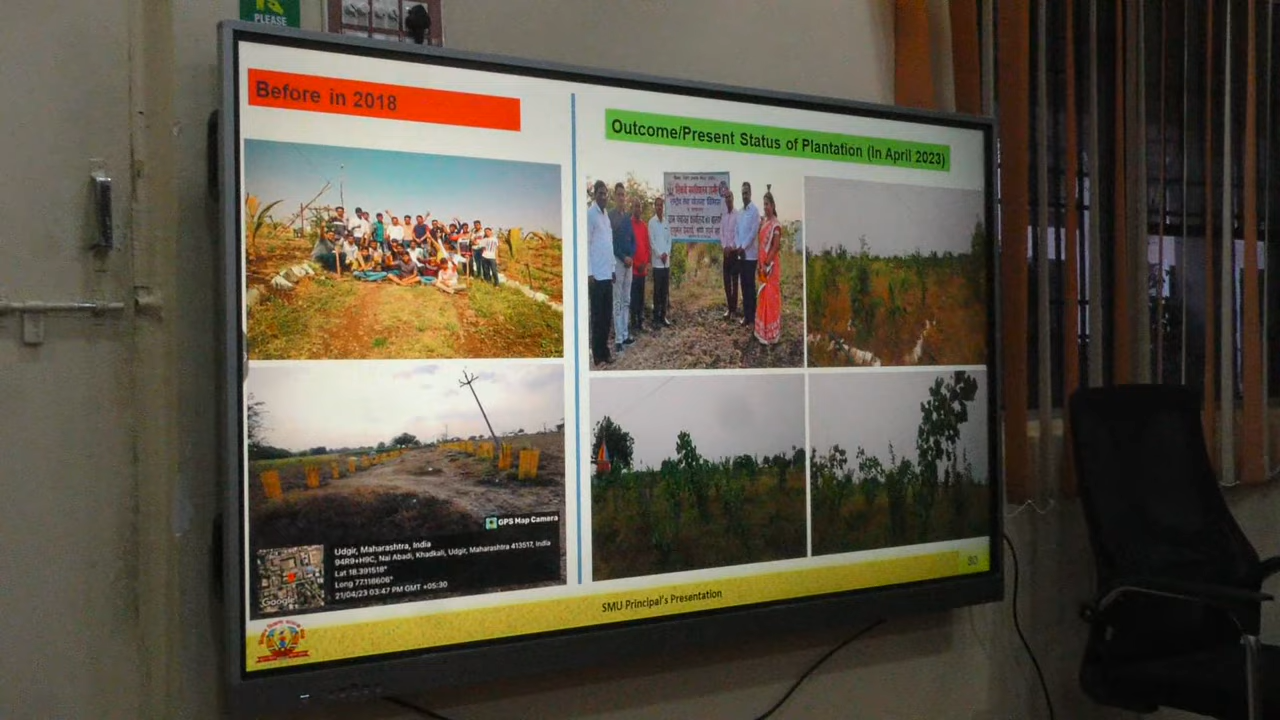 PLEASE
Before in 2018
Outcome/Present Status of Plantation (In April 2023)
GPS Map Camera
Udgir, Maharashtra, India
94R9+H9C, Nai Abadi, Khadkali, Udgir, Maharashtra 413517, India
Lat 18.391518°
Long 77.118606°
21/04/23 03:47 PM GMT +05:30
Google
SMU Principal's Presentation
30